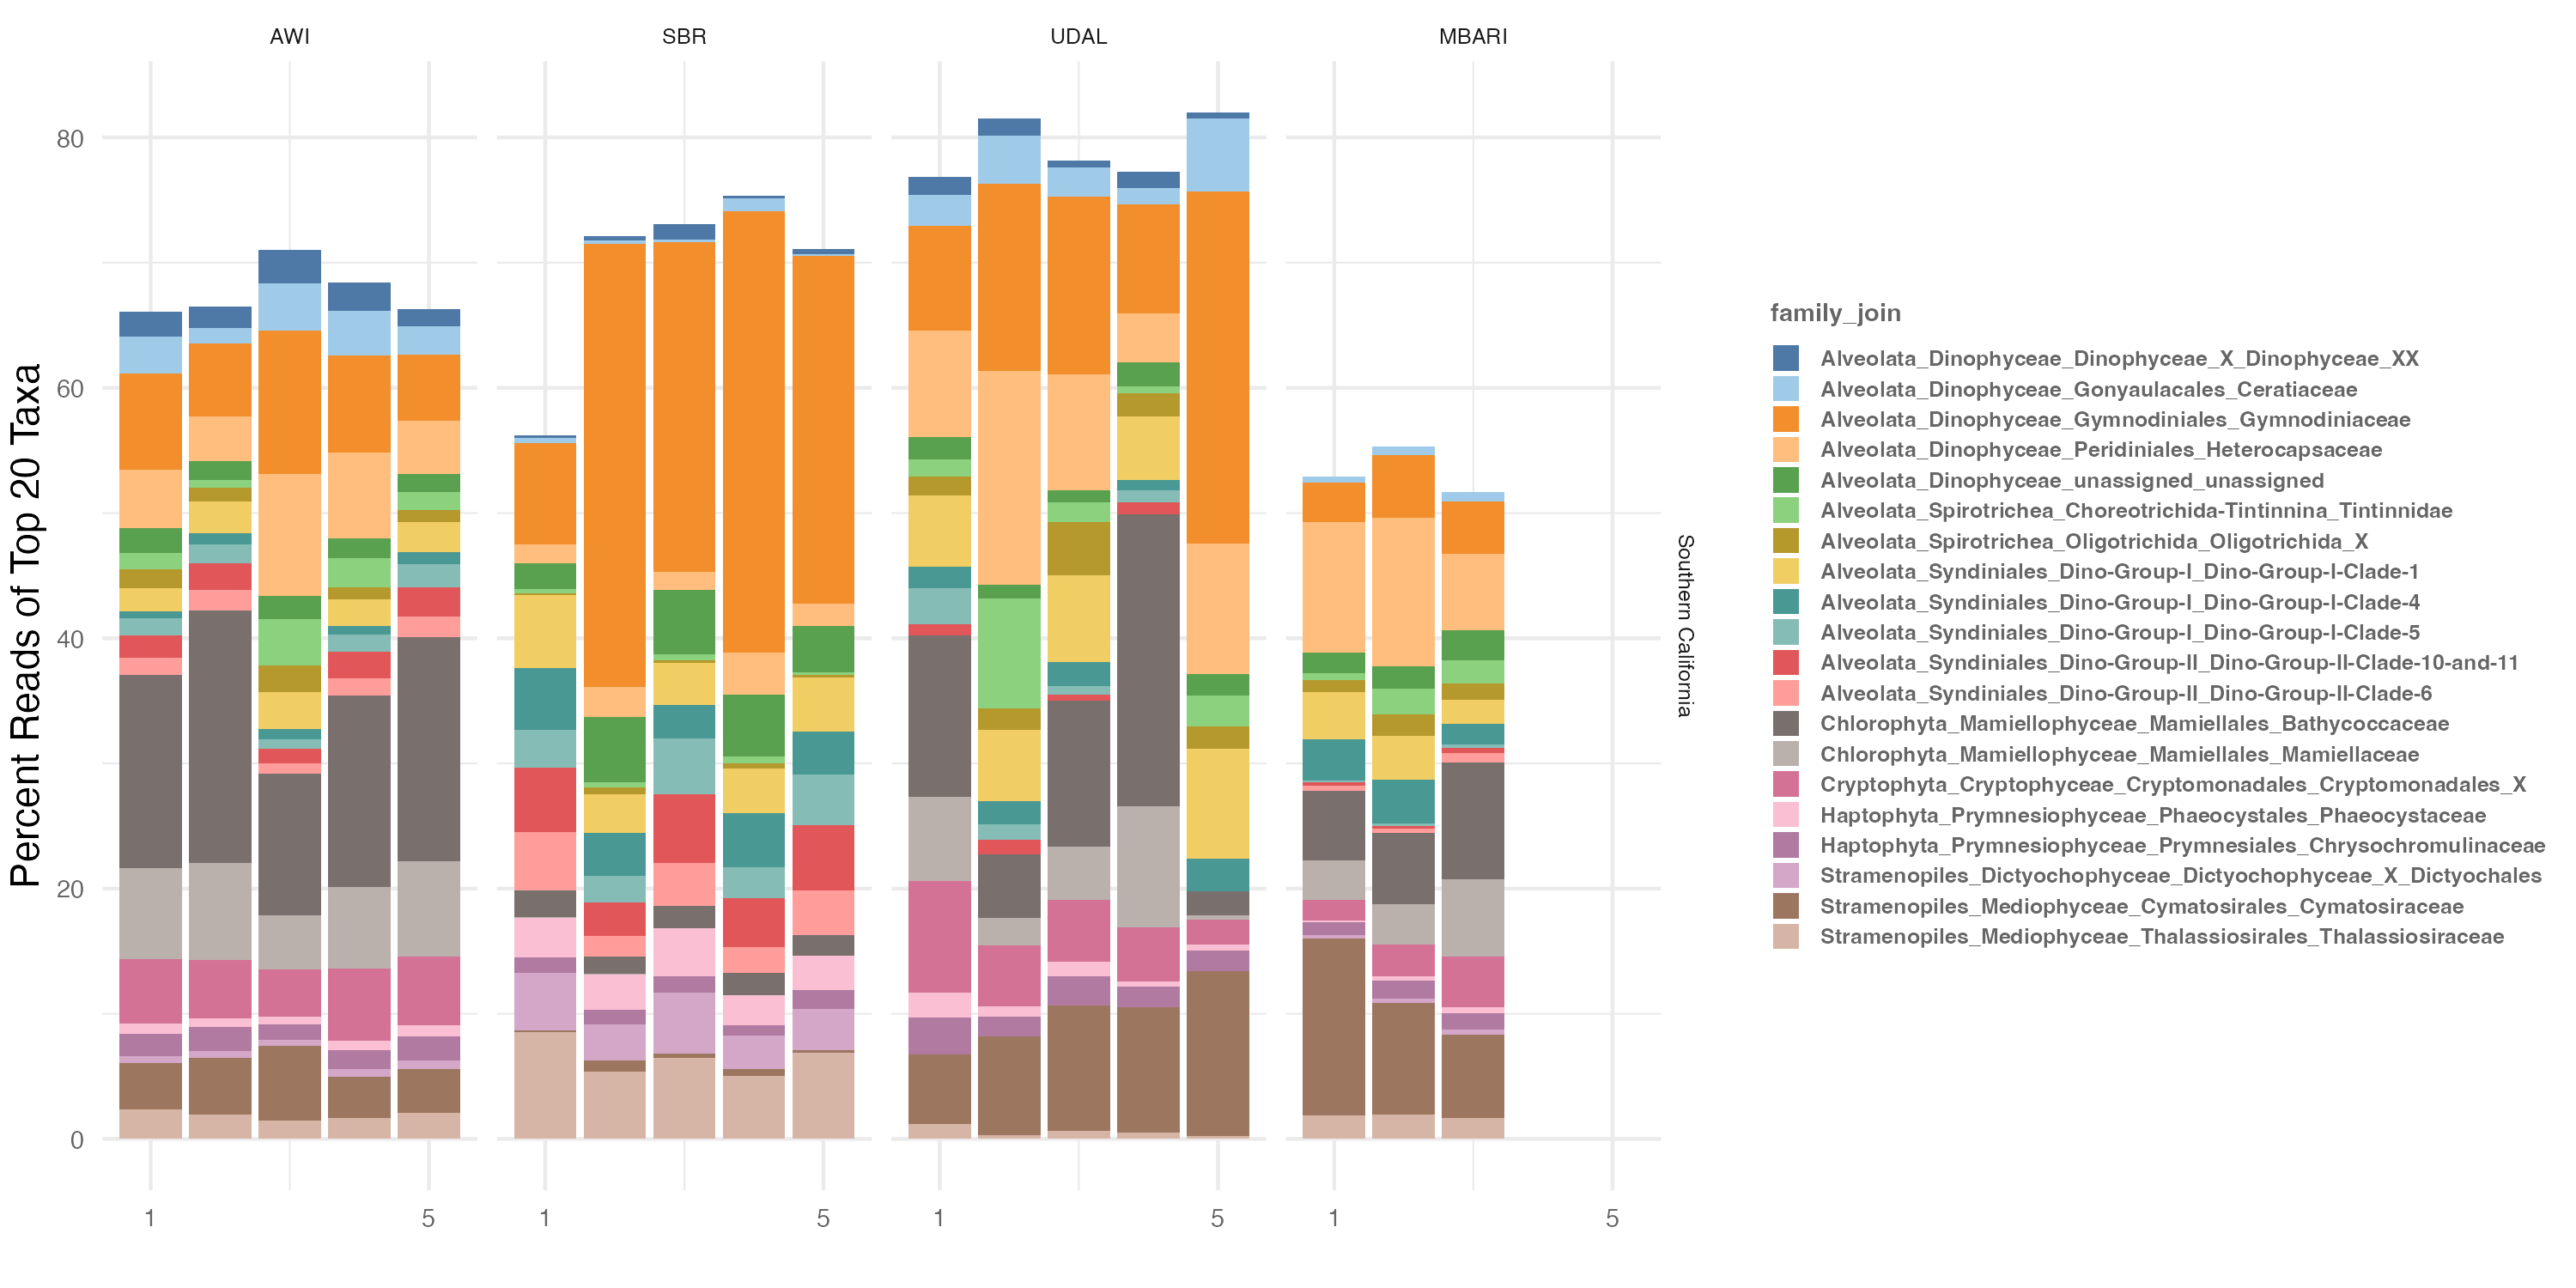 AWI
SBR
UDAL
MBARI
Percent Reads of Top 20 Taxa
80
60
40
20
0
1
5
1
5
1
5
1
5
Southern California
family_join
Alveolata_Dinophyceae_Dinophyceae_X_Dinophyceae_XX
Alveolata_Dinophyceae_Gonyaulacales_Ceratiaceae
Alveolata_Dinophyceae_Gymnodiniales_Gymnodiniaceae
Alveolata_Dinophyceae_Peridiniales_Heterocapsaceae
Alveolata_Dinophyceae_unassigned_unassigned
Alveolata_Spirotrichea_Choreotrichida-Tintinnina_Tintinnidae
Alveolata_Spirotrichea_Oligotrichida_Oligotrichida_X
Alveolata_Syndiniales_Dino-Group-I_Dino-Group-I-Clade-1
Alveolata_Syndiniales_Dino-Group-I_Dino-Group-I-Clade-4
Alveolata_Syndiniales_Dino-Group-I_Dino-Group-I-Clade-5
Alveolata_Syndiniales_Dino-Group-II_Dino-Group-II-Clade-10-and-11
Alveolata_Syndiniales_Dino-Group-II_Dino-Group-II-Clade-6
Chlorophyta_Mamiellophyceae_Mamiellales_Bathycoccaceae
Chlorophyta_Mamiellophyceae_Mamiellales_Mamiellaceae
Cryptophyta_Cryptophyceae_Cryptomonadales_Cryptomonadales_X
Haptophyta_Prymnesiophyceae_Phaeocystales_Phaeocystaceae
Haptophyta_Prymnesiophyceae_Prymnesiales_Chrysochromulinaceae
Stramenopiles_Dictyochophyceae_Dictyochophyceae_X_Dictyochales
Stramenopiles_Mediophyceae_Cymatosirales_Cymatosiraceae
Stramenopiles_Mediophyceae_Thalassiosirales_Thalassiosiraceae